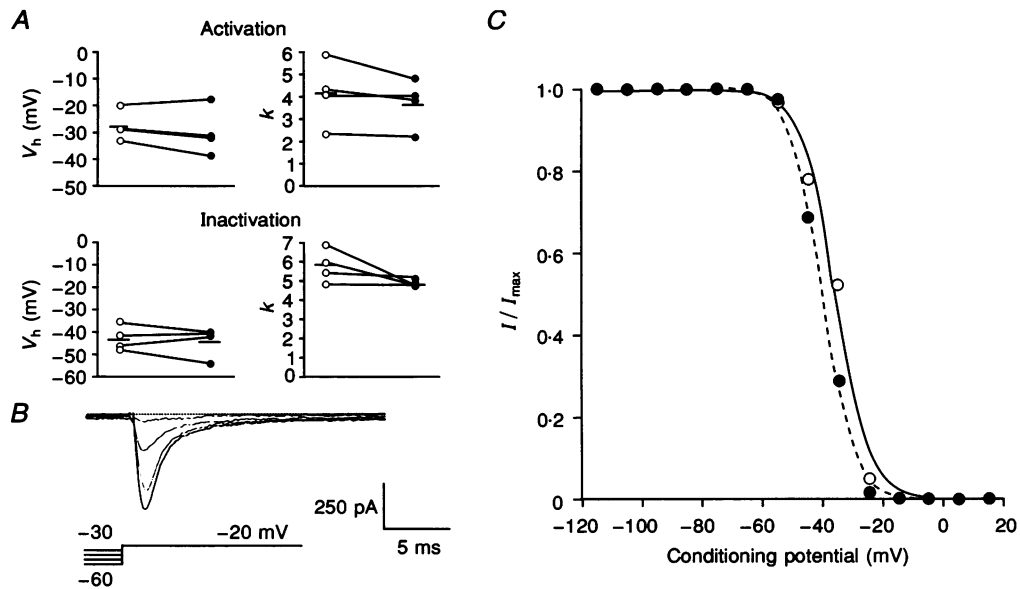 A
Activation
Vh (mV)
0
−10
−20
−30
−40
−50
k
6
5
4
3
2
1
0
Inactivation
Vh (mV)
0
−10
−20
−30
−40
−50
−60
k
7
6
5
4
3
2
1
0
B
250 pA
5 ms
−30
−20 mV
−60
C
I / Imax
1·0
0·8
0·6
0·4
0·2
0
−120 −100 −80 −60 −40 −20 0 20
Conditioning potential (mV)